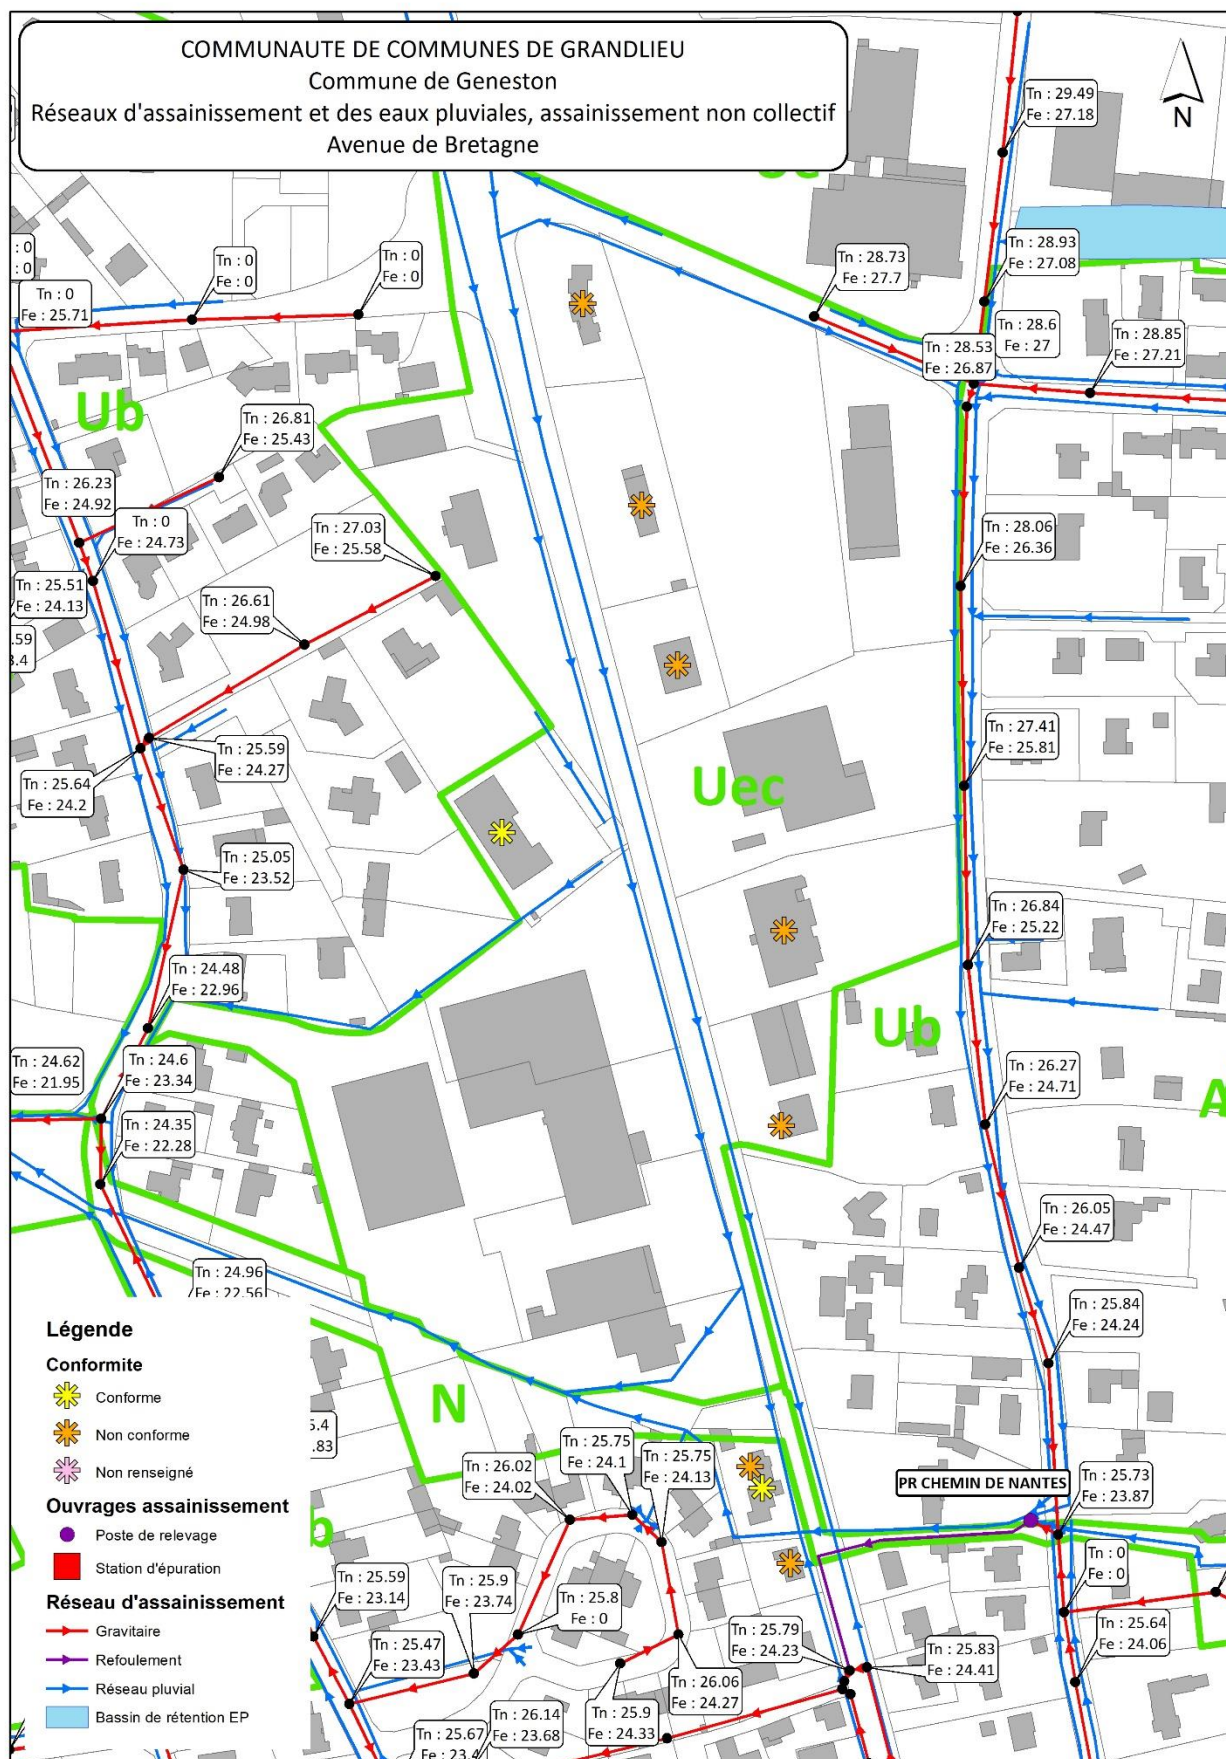 COMMUNAUTE DE COMMUNES DE GRANDLIEU
Commune de Geneston
Réseaux d'assainissement et des eaux pluviales, assainissement non collectif
Avenue de Bretagne
N
Tn : 29.49
Fe : 27.18
: 0
: 0
Tn : 0
Fe : 0
Tn : 0
Fe : 0
Tn : 0
Fe : 25.71
Tn : 28.73
Fe : 27.7
Tn : 28.93
Fe : 27.08
Tn : 28.6
Fe : 27
Tn : 28.53
Fe : 26.87
Tn : 28.85
Fe : 27.21
Ub
Tn : 26.81
Fe : 25.43
Tn : 26.23
Fe : 24.92
Tn : 0
Fe : 24.73
Tn : 27.03
Fe : 25.58
Tn : 28.06
Fe : 26.36
Tn : 25.51
Fe : 24.13
Tn : 26.61
Fe : 24.98
.59
3.4
Tn : 25.59
Fe : 24.27
Tn : 25.64
Fe : 24.2
Tn : 27.41
Fe : 25.81
Uec
Tn : 25.05
Fe : 23.52
Tn : 26.84
Fe : 25.22
Tn : 24.48
Fe : 22.96
Ub
Tn : 24.62
Fe : 21.95
Tn : 24.6
Fe : 23.34
Tn : 26.27
Fe : 24.71
A
Tn : 24.35
Fe : 22.28
Tn : 26.05
Fe : 24.47
Tn : 24.96
Fe : 22.56
Tn : 25.84
Fe : 24.24
N
5.4
.83
Tn : 26.02
Fe : 24.02
Tn : 25.75
Fe : 24.1
Tn : 25.75
Fe : 24.13
PR CHEMIN DE NANTES
Tn : 25.73
Fe : 23.87
b
Tn : 25.59
Fe : 23.14
Tn : 25.9
Fe : 23.74
Tn : 25.8
Fe : 0
Tn : 0
Fe : 0
Tn : 25.79
Fe : 24.23
Tn : 25.83
Fe : 24.41
Tn : 25.64
Fe : 24.06
Tn : 25.47
Fe : 23.43
Tn : 26.06
Fe : 24.27
Tn : 25.9
Fe : 24.33
Tn : 26.14
Fe : 23.68
Tn : 25.67
Fe : 23.4
Légende
Conformite
Conforme
Non conforme
Non renseigné
Ouvrages assainissement
Poste de relevage
Station d'épuration
Réseau d'assainissement
Gravitaire
Refoulement
Réseau pluvial
Bassin de rétention EP